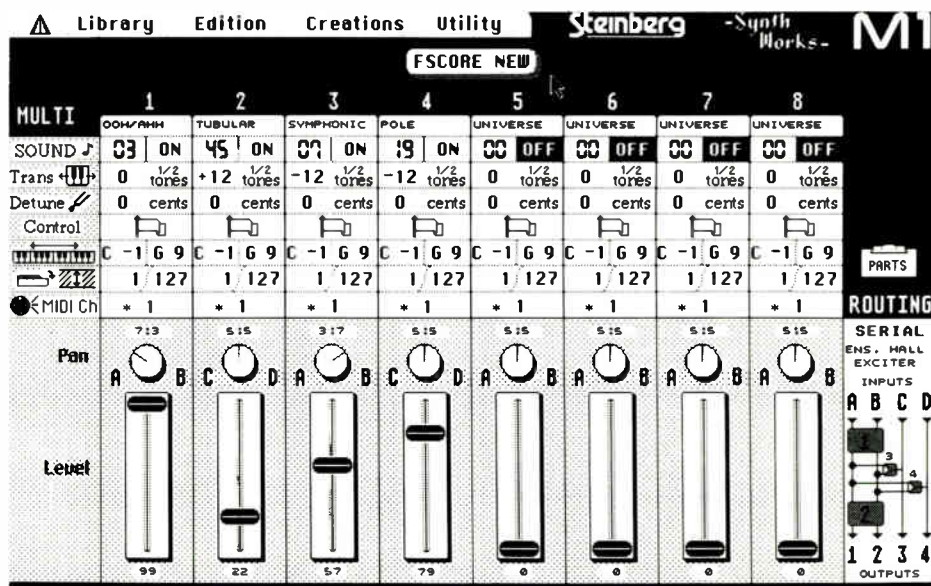 Library Edition Creations Utility Steinberg -Synth Works- M1
FSCORE NEW
MULTI 1 2 3 4 5 6 7 8
OOH/AHH TUBULAR SYMPHONIC POLE UNIVERSE UNIVERSE UNIVERSE UNIVERSE
SOUND 03 ON 45 ON 07 ON 19 ON 00 OFF 00 OFF 00 OFF 00 OFF
Trans 0 1/2 tones +12 1/2 tones -12 1/2 tones -12 1/2 tones 0 1/2 tones 0 1/2 tones 0 1/2 tones 0 1/2 tones
Detune 0 cents 0 cents 0 cents 0 cents 0 cents 0 cents 0 cents 0 cents
Control
C -1 G 9 C -1 G 9 C -1 G 9 C -1 G 9 C -1 G 9 C -1 G 9 C -1 G 9 C -1 G 9
1 127 1 127 1 127 1 127 1 127 1 127 1 127 1 127
PARTS
MIDI Ch * 1 * 1 * 1 * 1 * 1 * 1 * 1 * 1
ROUTING
7:3 5:5 3:7 5:5 5:5 5:5 5:5 5:5
SERIAL
Pan
A B C D A B C D A B A B A B A B
ENS. HALL
EXCITER
INPUTS
A B C D
1
3
4
2
Level
99 22 57 79 0 0 0 0
1 2 3 4
OUTPUTS